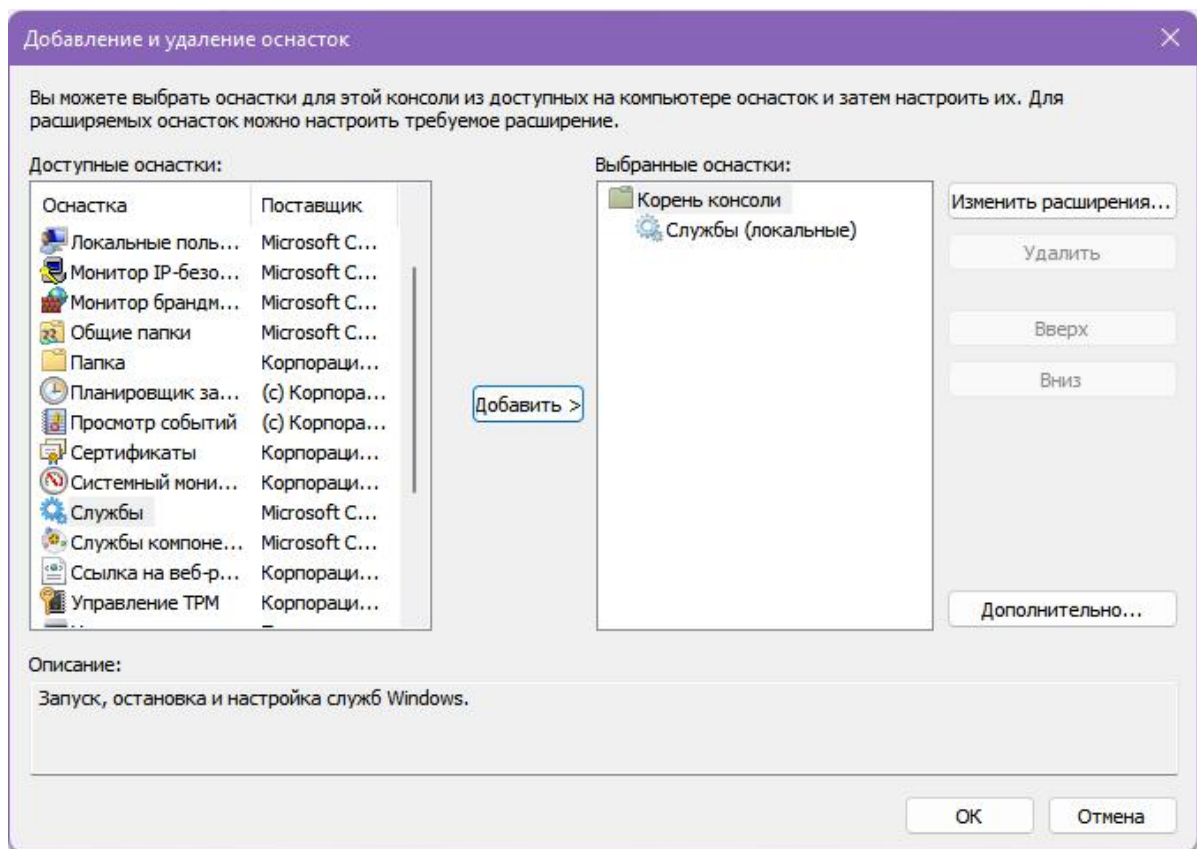 Добавление и удаление оснасток
Вы можете выбрать оснастки для этой консоли из доступных на компьютере оснасток и затем настроить их. Для
расширяемых оснасток можно настроить требуемое расширение.
Доступные оснастки:
Оснастка Поставщик
Локальные поль... Microsoft C...
Монитор IP-безо... Microsoft C...
Монитор брандм... Microsoft C...
Общие папки Microsoft C...
Папка Корпораци...
Планировщик за... (c) Корпора...
Просмотр событий (c) Корпора...
Сертификаты Корпораци...
Системный мони... Корпораци...
Службы Microsoft C...
Службы компоне... Microsoft C...
Ссылка на веб-р... Корпораци...
Управление TPM Корпораци...
Добавить >
Выбранные оснастки:
Корень консоли
Службы (локальные)
Изменить расширения...
Удалить
Вверх
Вниз
Дополнительно...
Описание:
Запуск, остановка и настройка служб Windows.
ОК Отмена